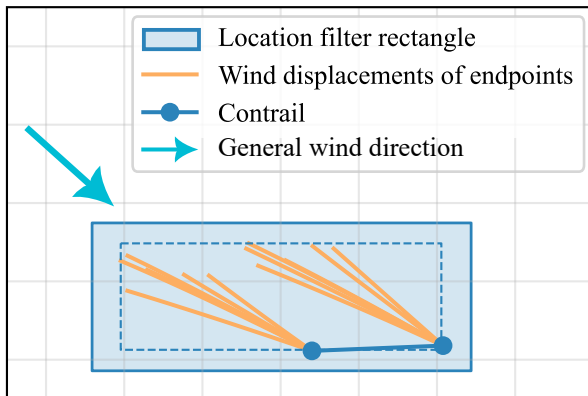 Location filter rectangle
Wind displacements of endpoints
Contrail
General wind direction